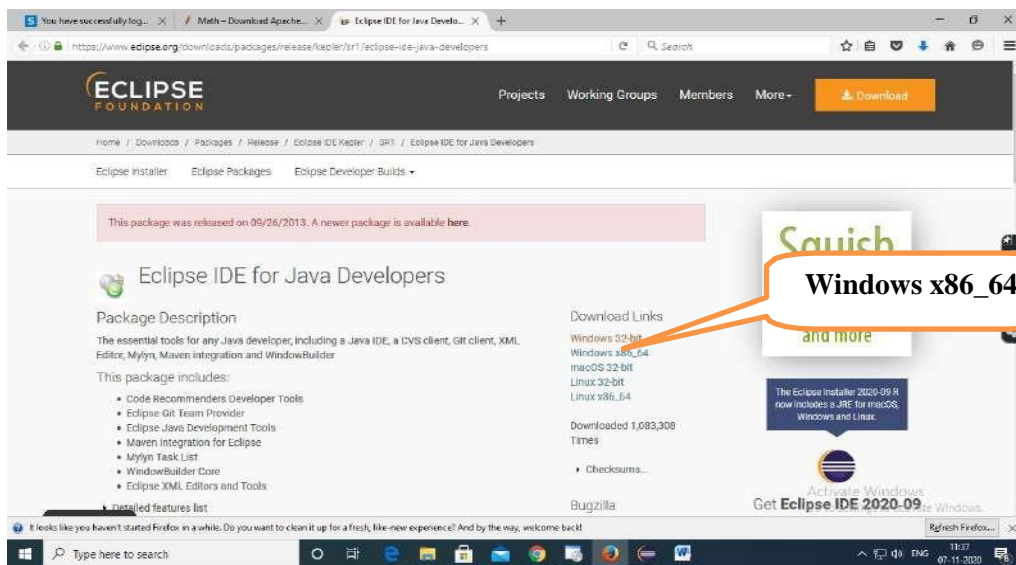 You have successfully log...
Math – Download Apache...
Eclipse IDE for Java Develo...
https://www.eclipse.org/downloads/packages/release/kepler/sr1/eclipse-ide-java-developers
Search
ECLIPSE
FOUNDATION
Projects
Working Groups
Members
More
Download
Home / Downloads / Packages / Release / Eclipse IDE Kepler / SR1 / Eclipse IDE for Java Developers
Eclipse Installer
Eclipse Packages
Eclipse Developer Builds
This package was released on 09/26/2013. A newer package is available here.
Eclipse IDE for Java Developers
Package Description
The essential tools for any Java developer, including a Java IDE, a CVS client, Git client, XML
Editor, Mylyn, Maven integration and WindowBuilder
This package includes:
• Code Recommenders Developer Tools
• Eclipse Git Team Provider
• Eclipse Java Development Tools
• Maven Integration for Eclipse
• Mylyn Task List
• WindowBuilder Core
• Eclipse XML Editors and Tools
Detailed features list
Download Links
Windows 32-bit
Windows x86_64
macOS 32-bit
Linux 32-bit
Linux x86_64
Downloaded 1,083,308
Times
Checksums...
Bugzilla
Squish
Windows x86_64
and more
The Eclipse Installer 2020-09 R
now includes a JRE for macOS,
Windows and Linux.
Activate Windows
Get Eclipse IDE 2020-09
Windows.
It looks like you haven't started Firefox in a while. Do you want to clean it up for a fresh, like-new experience? And by the way, welcome back!
Refresh Firefox...
Type here to search
ENG
11:37
07-11-2020